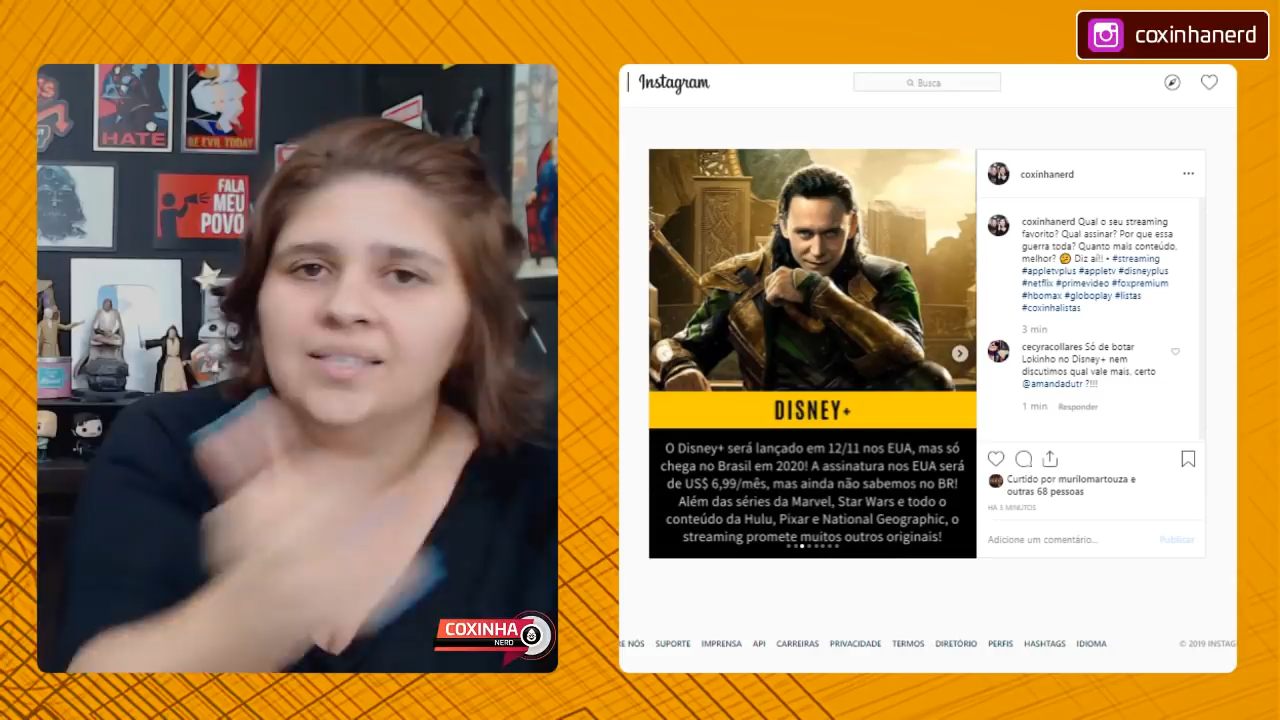 coxinhanerd
HATE
BE EVIL TODAY
FALA
MEU
POVO
COXINHA
NERD
Instagram
Busca
coxinhanerd
coxinhanerd Qual o seu streaming
favorito? Qual assinar? Por que essa
guerra toda? Quanto mais conteúdo,
melhor? 🤔 Diz aí!! • #streaming
#appletvplus #appletv #disneyplus
#netflix #primevideo #foxpremium
#hbomax #globoplay #listas
#coxinhalistas
3 min
cecyracollares Só de botar
Lokinho no Disney+ nem
discutimos qual vale mais, certo
@amandadutr ?!!!
1 min Responder
DISNEY+
O Disney+ será lançado em 12/11 nos EUA, mas só
chega no Brasil em 2020! A assinatura nos EUA será
de US$ 6,99/mês, mas ainda não sabemos no BR!
Além das séries da Marvel, Star Wars e todo o
conteúdo da Hulu, Pixar e National Geographic, o
streaming promete muitos outros originais!
Curtido por murilomartouza e
outras 68 pessoas
HÁ 5 MINUTOS
Adicione um comentário... Publicar
RE NÓS SUPORTE IMPRENSA API CARREIRAS PRIVACIDADE TERMOS DIRETÓRIO PERFIS HASHTAGS IDIOMA © 2019 INSTAG